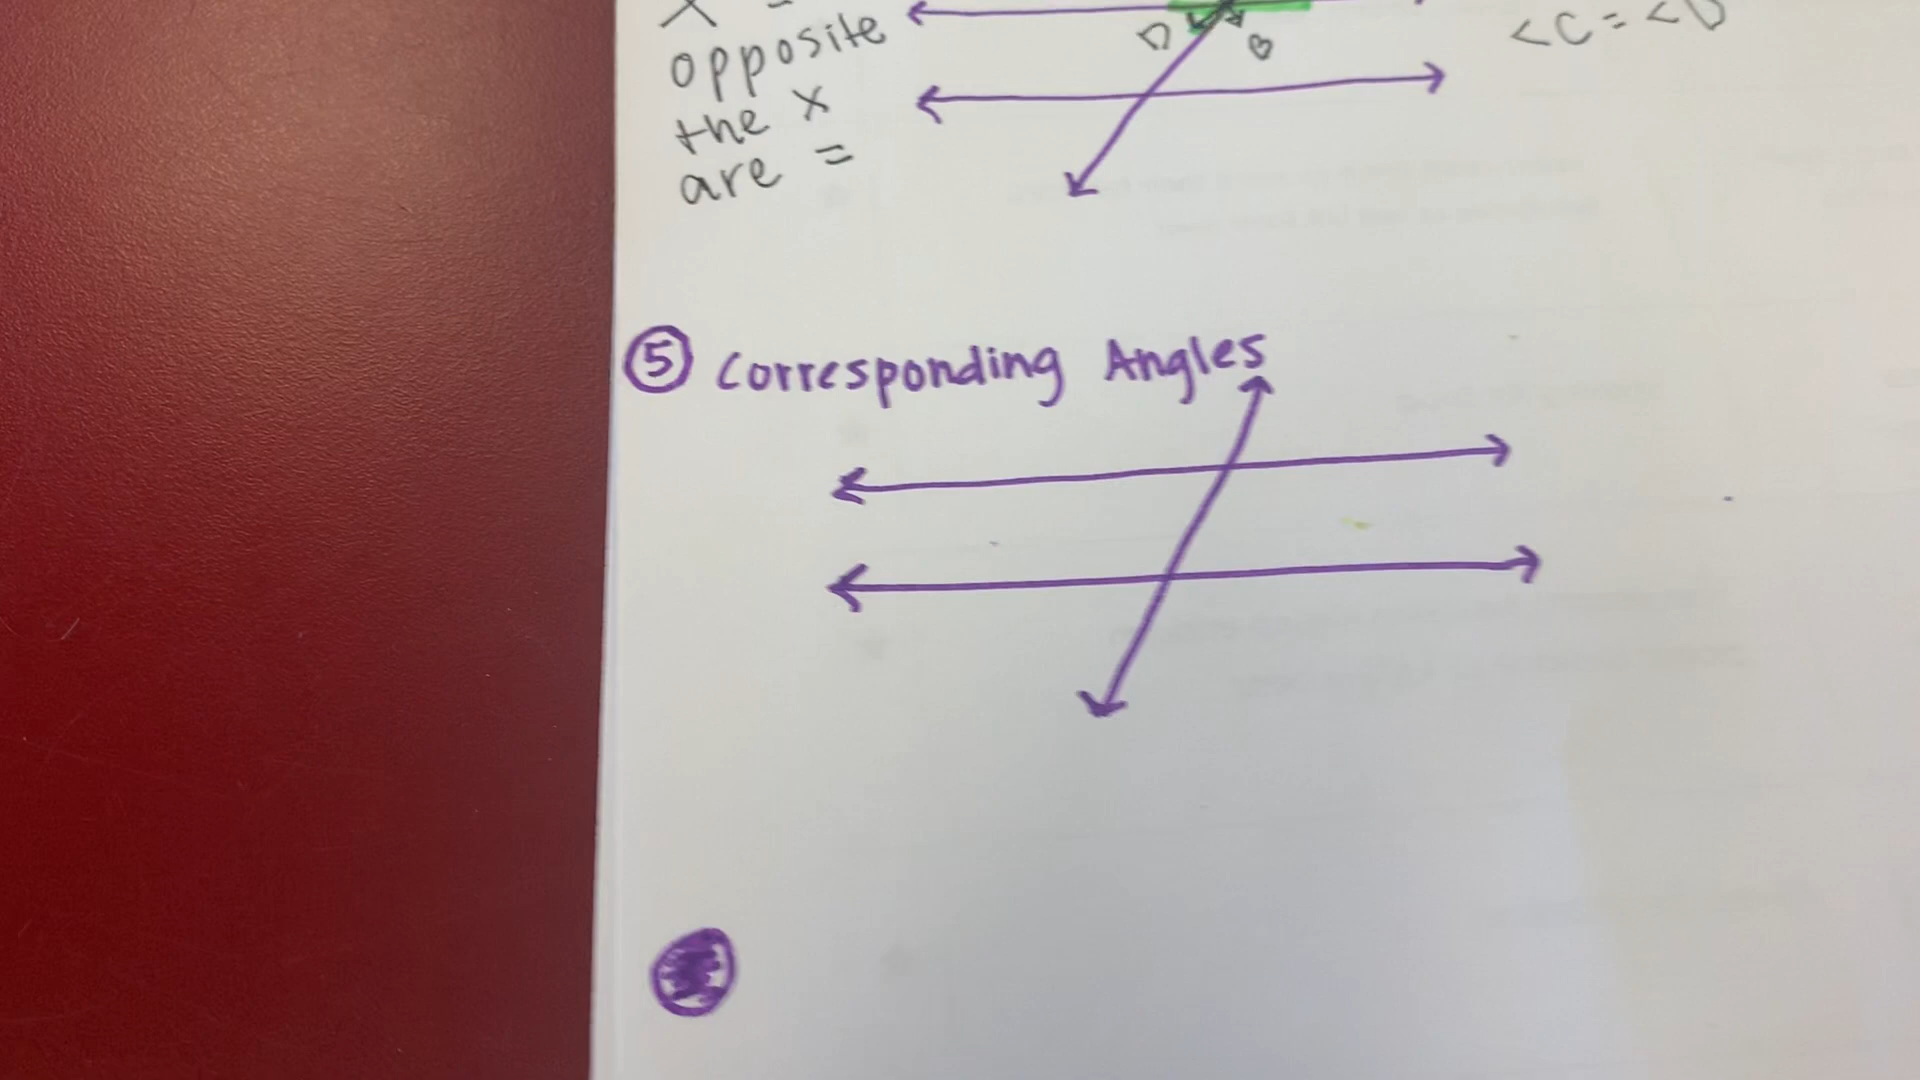 X
opposite
the x
are =
D
B
<C = <D
⑤ Corresponding Angles